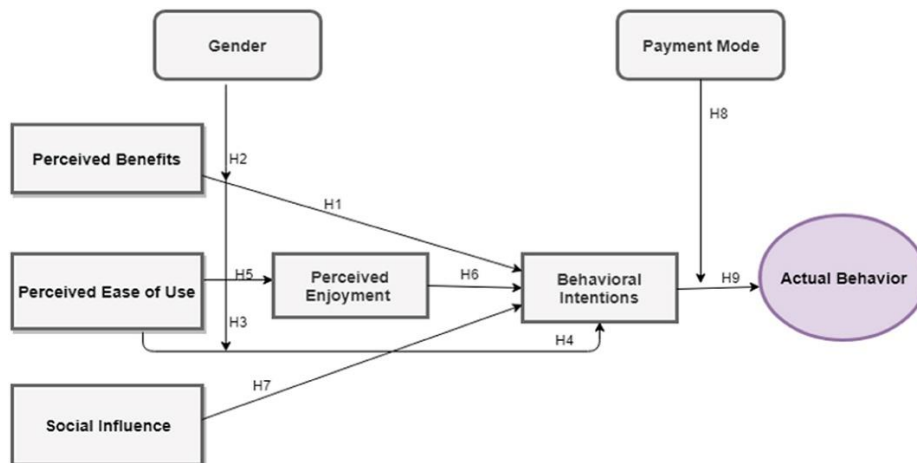 Gender
Payment Mode
H8
Perceived Benefits
H2
H1
Perceived Ease of Use
H5
Perceived
Enjoyment
H6
Behavioral
Intentions
H9
Actual Behavior
H3
H4
H7
Social Influence